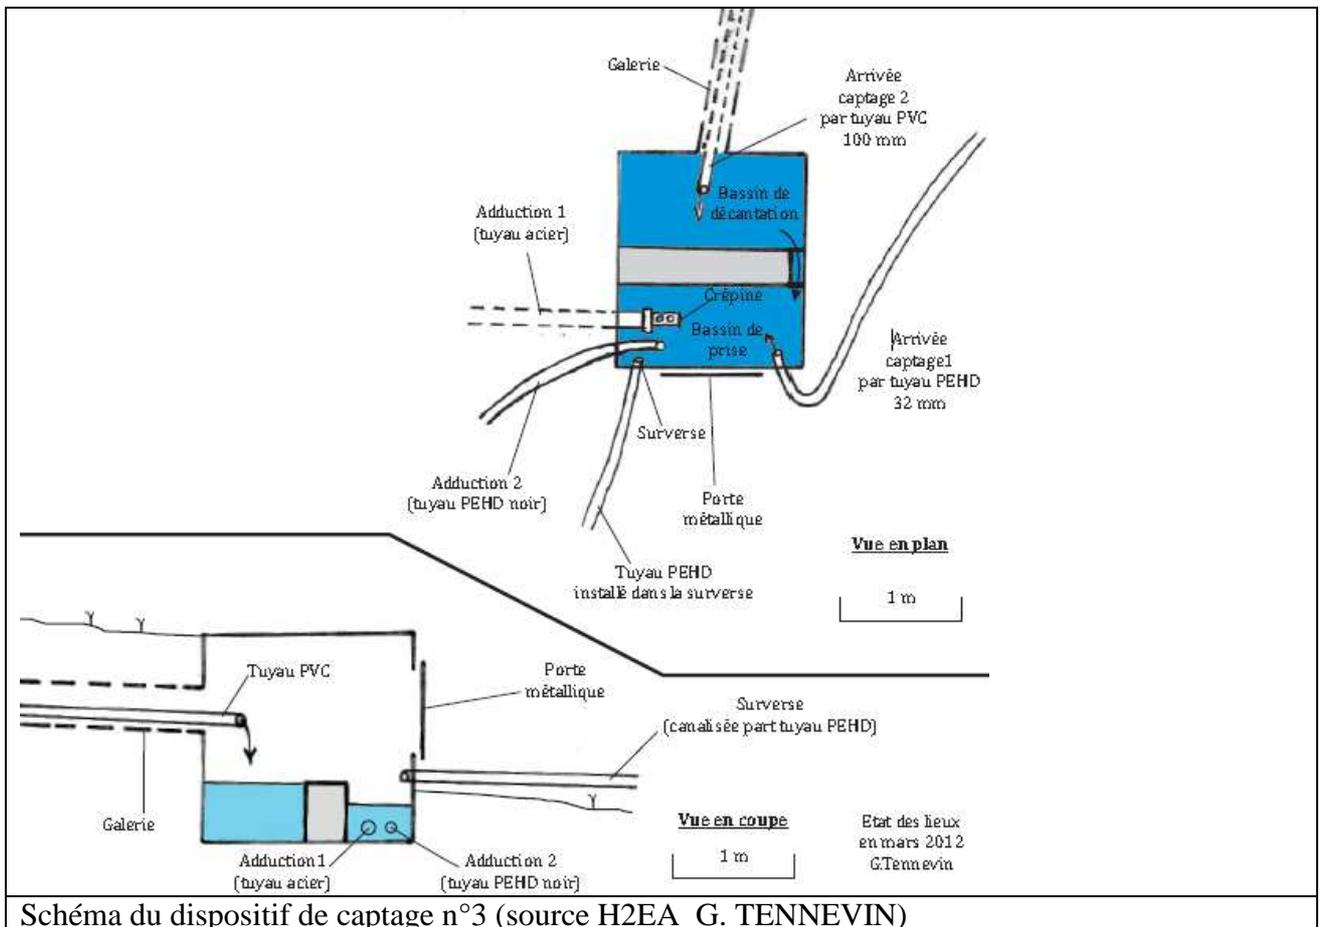 Galerie
Arrivée
captage 2
par tuyau PVC
100 mm
Bassin de
décantation
Adduction 1
(tuyau acier)
Crépine
Bassin de
prise
Arrivée
captage1
par tuyau PEHD
32 mm
Surverse
Adduction 2
(tuyau PEHD noir)
Porte
métallique
Vue en plan
Tuyau PEHD
installé dans la surverse
1 m
Tuyau PVC
Porte
métallique
Surverse
(canalisée part tuyau PEHD)
Galerie
Vue en coupe
Etat des lieux
en mars 2012
G.Tennevin
1 m
Adduction1
(tuyau acier)
Adduction 2
(tuyau PEHD noir)
Schéma du dispositif de captage n°3 (source H2EA G. TENNEVIN)